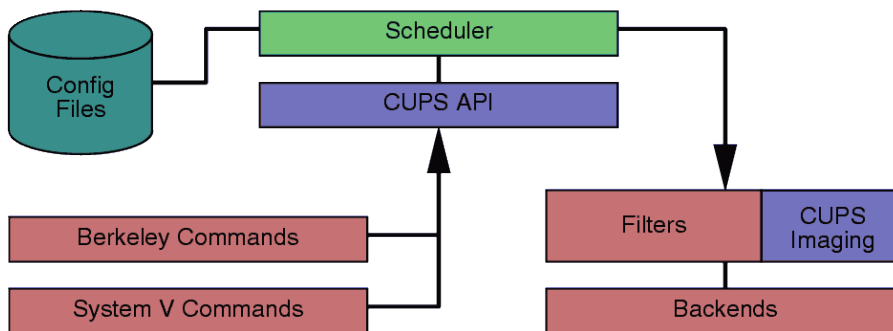 Scheduler
Config
Files
CUPS API
Berkeley Commands
Filters
CUPS
Imaging
System V Commands
Backends